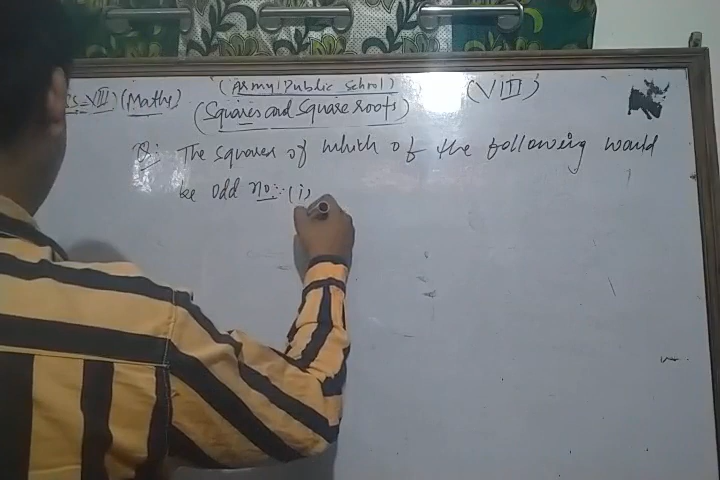 (Army Public School)
S-VIII) (Maths) (VIII)
(Squares and Square roots)
Q: The squares of which of the following would
be odd no: (i)